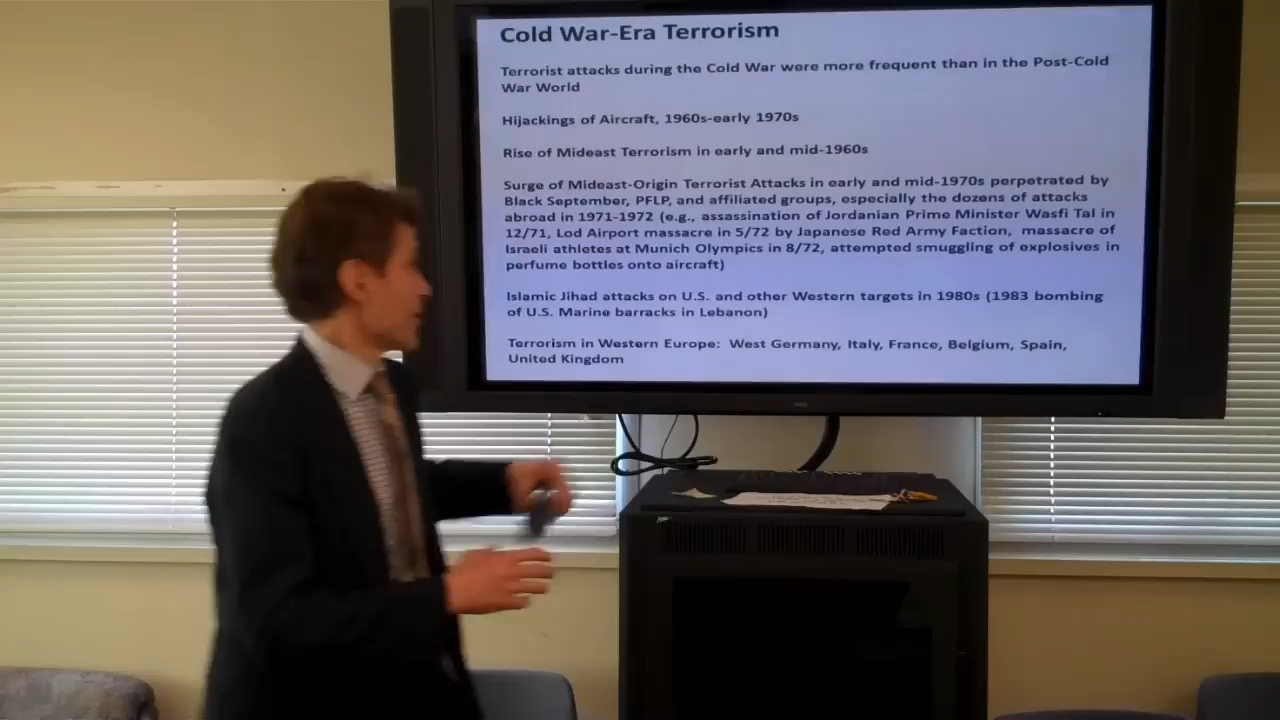 Cold War-Era Terrorism
Terrorist attacks during the Cold War were more frequent than in the Post-Cold
War World
Hijackings of Aircraft, 1960s-early 1970s
Rise of Mideast Terrorism in early and mid-1960s
Surge of Mideast-Origin Terrorist Attacks in early and mid-1970s perpetrated by
Black September, PFLP, and affiliated groups, especially the dozens of attacks
abroad in 1971-1972 (e.g., assassination of Jordanian Prime Minister Wasfi Tal in
12/71, Lod Airport massacre in 5/72 by Japanese Red Army Faction, massacre of
Israeli athletes at Munich Olympics in 8/72, attempted smuggling of explosives in
perfume bottles onto aircraft)
Islamic Jihad attacks on U.S. and other Western targets in 1980s (1983 bombing
of U.S. Marine barracks in Lebanon)
Terrorism in Western Europe: West Germany, Italy, France, Belgium, Spain,
United Kingdom